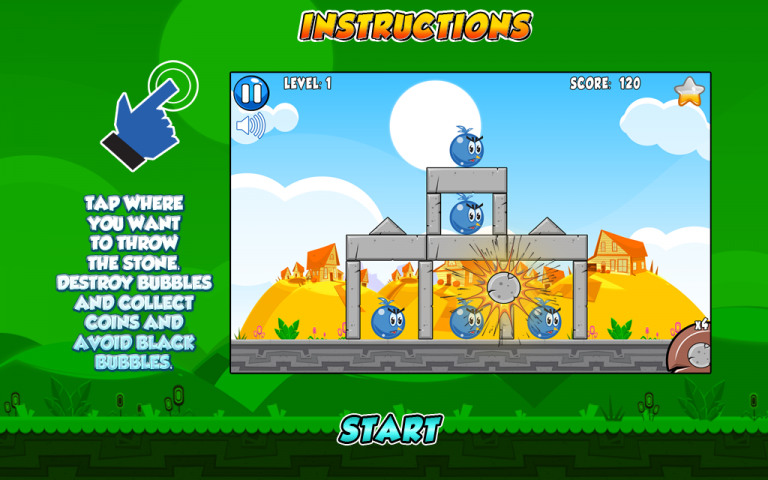 INSTRUCTIONS
LEVEL: 1
SCORE: 120
TAP WHERE
YOU WANT
TO THROW
THE STONE.
DESTROY BUBBLES
AND COLLECT
COINS AND
AVOID BLACK
BUBBLES.
x4
START